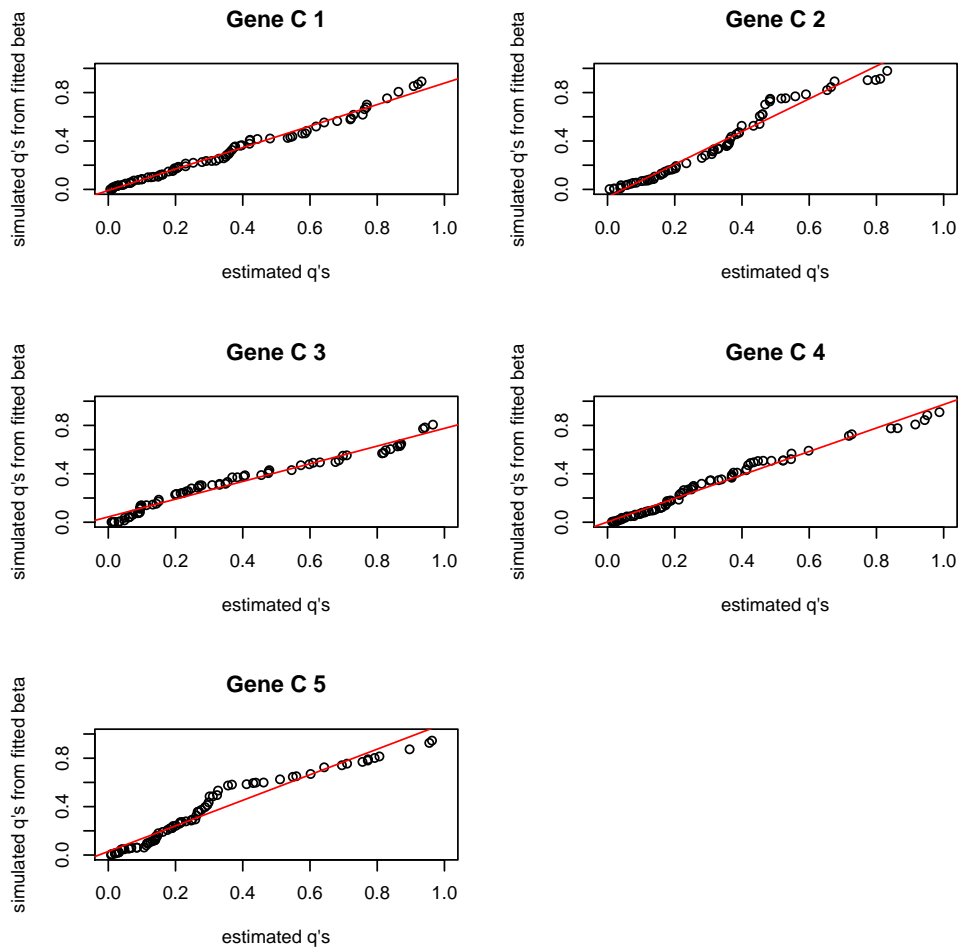 Gene C 1
simulated q's from fitted beta
0.8
0.4
0.0
0.0 0.2 0.4 0.6 0.8 1.0
estimated q's
Gene C 2
simulated q's from fitted beta
0.8
0.4
0.0
0.0 0.2 0.4 0.6 0.8 1.0
estimated q's
Gene C 3
simulated q's from fitted beta
0.8
0.4
0.0
0.0 0.2 0.4 0.6 0.8 1.0
estimated q's
Gene C 4
simulated q's from fitted beta
0.8
0.4
0.0
0.0 0.2 0.4 0.6 0.8 1.0
estimated q's
Gene C 5
simulated q's from fitted beta
0.8
0.4
0.0
0.0 0.2 0.4 0.6 0.8 1.0
estimated q's